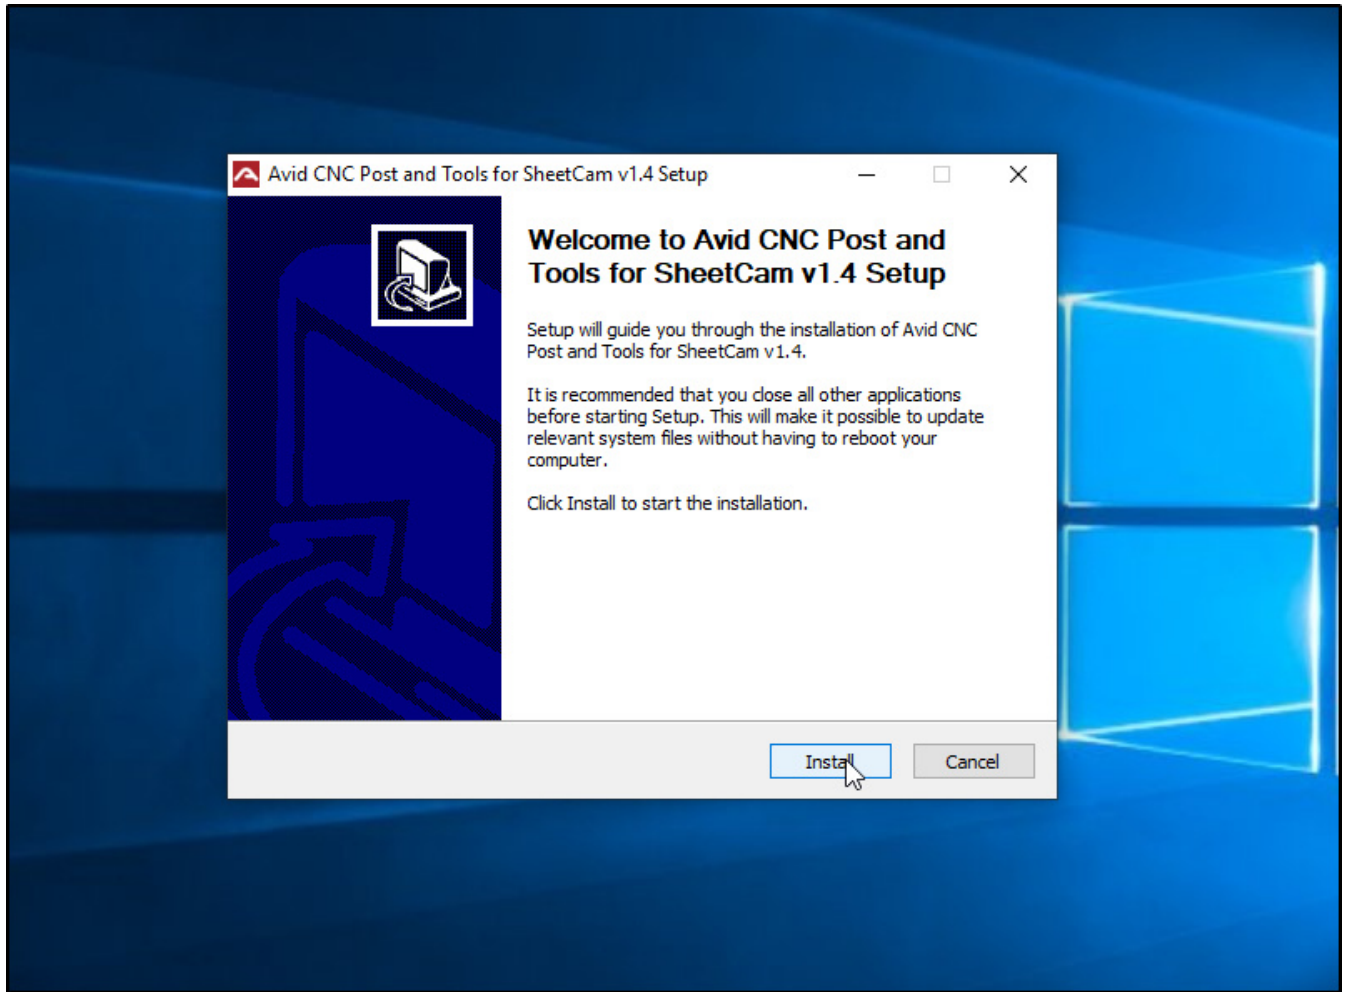 Avid CNC Post and Tools for SheetCam v1.4 Setup
Welcome to Avid CNC Post and
Tools for SheetCam v1.4 Setup
Setup will guide you through the installation of Avid CNC
Post and Tools for SheetCam v1.4.
It is recommended that you close all other applications
before starting Setup. This will make it possible to update
relevant system files without having to reboot your
computer.
Click Install to start the installation.
Install
Cancel